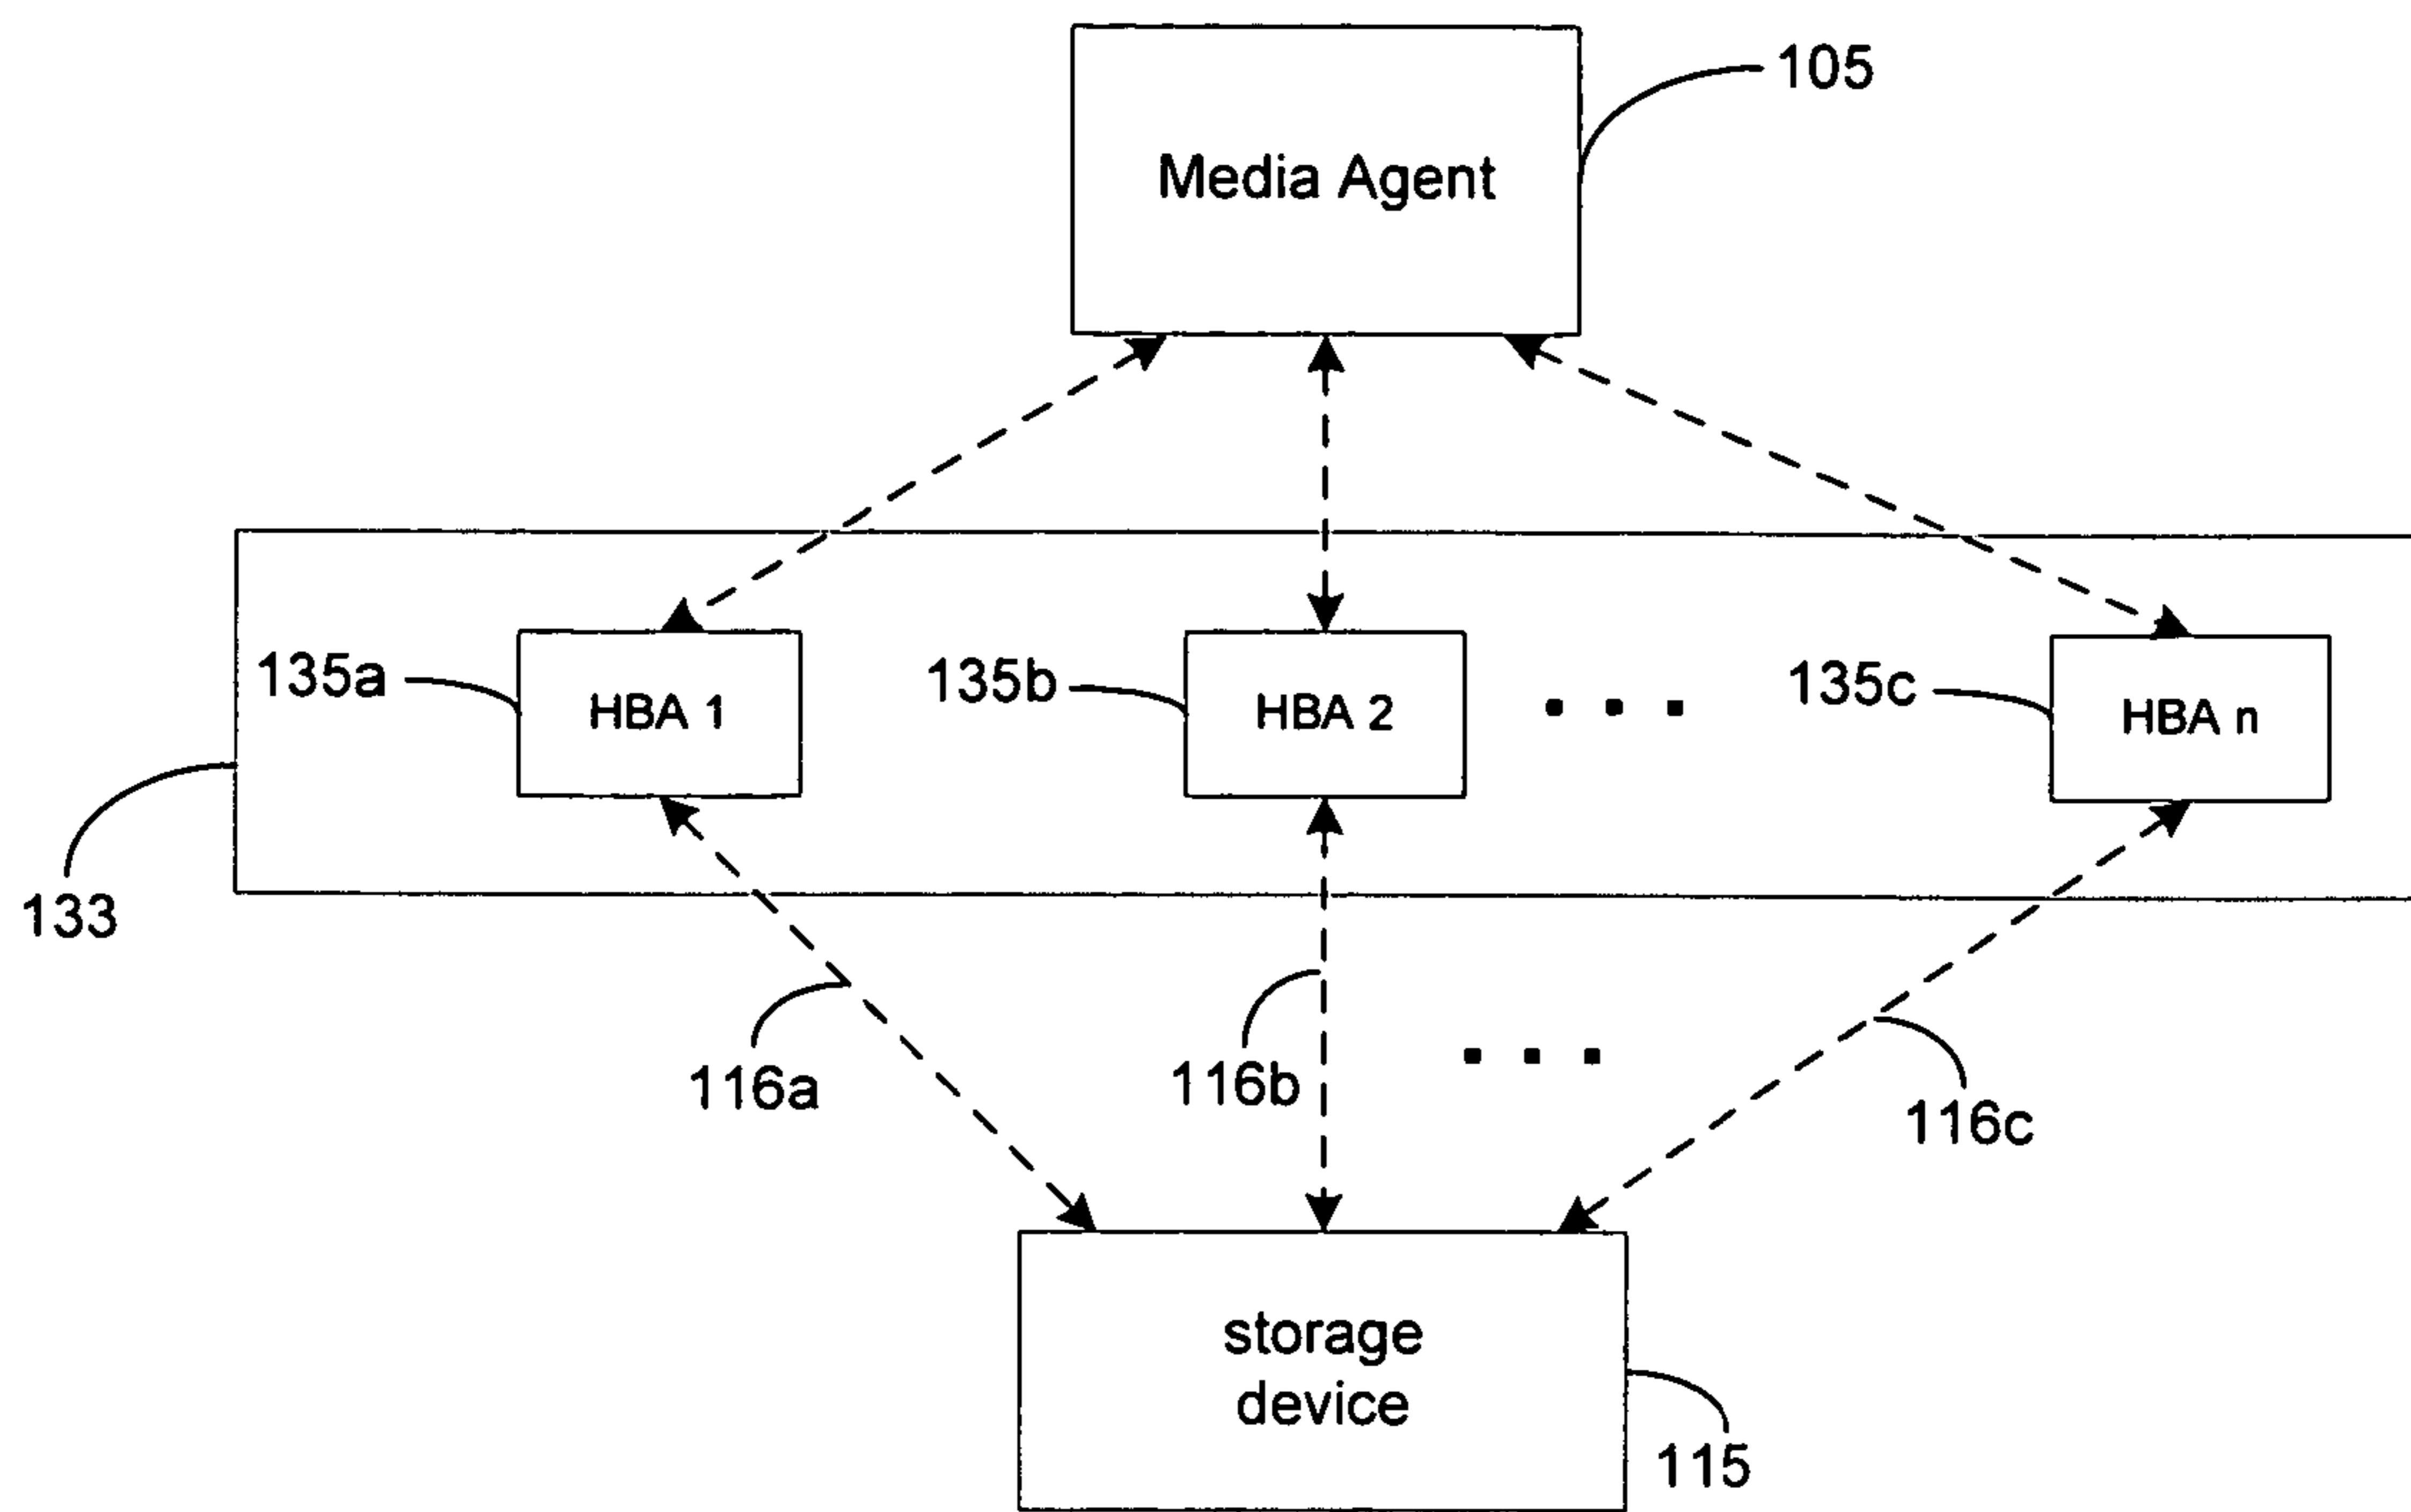 105
Media Agent
135a
HBA 1
135b
HBA 2
. . .
135c
HBA n
133
116a
116b
. . .
116c
storage
device
115